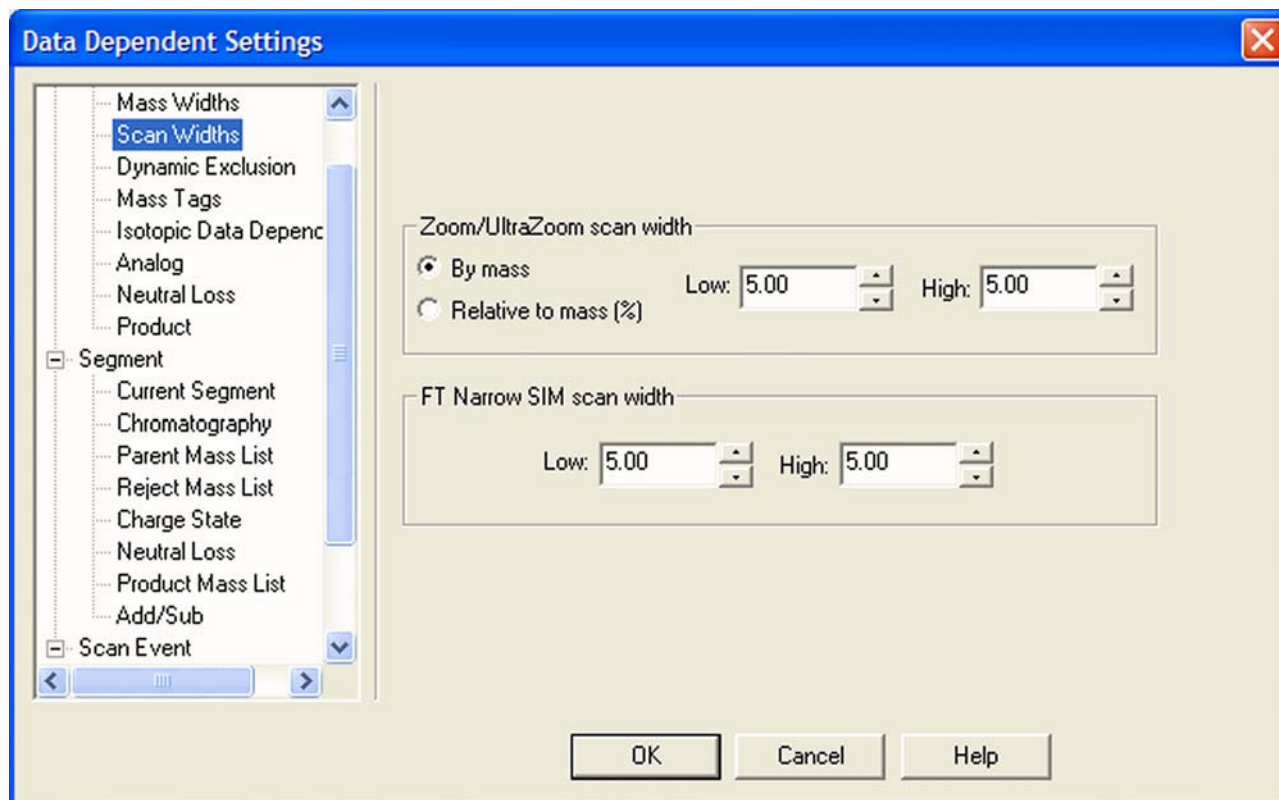 Data Dependent Settings
Mass Widths
Scan Widths
Dynamic Exclusion
Mass Tags
Isotopic Data Depenc
Analog
Neutral Loss
Product
Segment
Current Segment
Chromatography
Parent Mass List
Reject Mass List
Charge State
Neutral Loss
Product Mass List
Add/Sub
Scan Event
Zoom/UltraZoom scan width
By mass
Relative to mass (%)
Low: 5.00 High: 5.00
FT Narrow SIM scan width
Low: 5.00 High: 5.00
OK Cancel Help